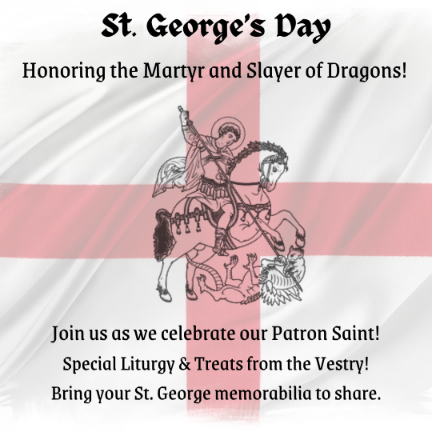 St. George's Day
Honoring the Martyr and Slayer of Dragons!
Join us as we celebrate our Patron Saint!
Special Liturgy & Treats from the Vestry!
Bring your St. George memorabilia to share.